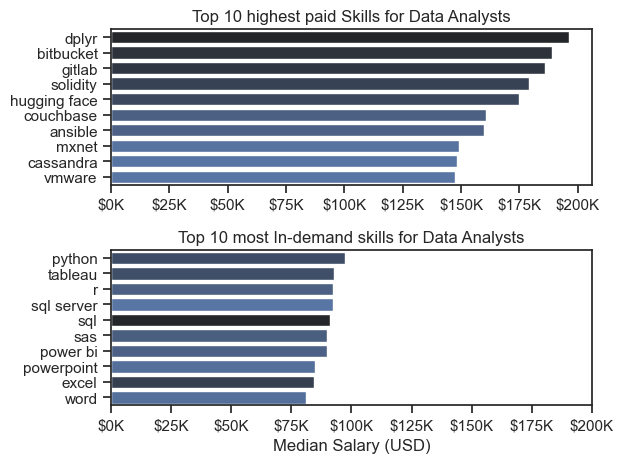 Top 10 highest paid Skills for Data Analysts
dplyr
bitbucket
gitlab
solidity
hugging face
couchbase
ansible
mxnet
cassandra
vmware
$0K $25K $50K $75K $100K $125K $150K $175K $200K
Top 10 most In-demand skills for Data Analysts
python
tableau
r
sql server
sql
sas
power bi
powerpoint
excel
word
$0K $25K $50K $75K $100K $125K $150K $175K $200K
Median Salary (USD)